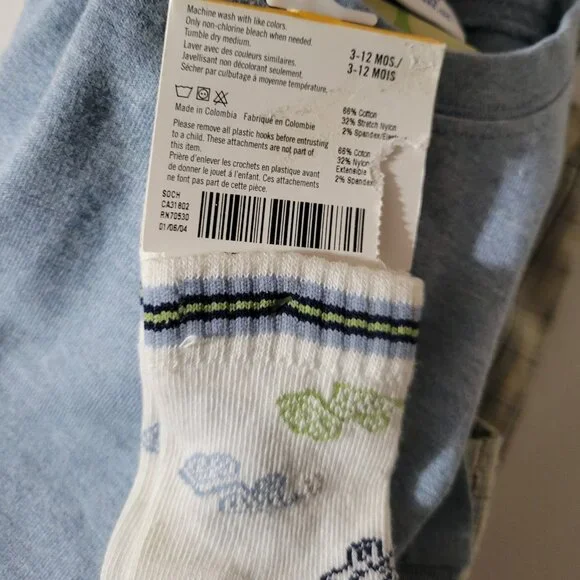 Machine wash with like colors.
Only non-chlorine bleach when needed.
Tumble dry medium.
Laver avec des couleurs similaires.
Javellisant non décolorant seulement.
Sécher par culbutage à moyenne température.
3-12 MOS./
3-12 MOIS
Made in Colombia Fabriqué en Colombie
Please remove all plastic hooks before entrusting
to a child. These attachments are not part of
this item.
Prière d'enlever les crochets en plastique avant
de donner le jouet à l'enfant. Ces attachements
ne font pas part de cette pièce.
66% Cotton
32% Stretch Nylon
2% Spandex
66% Coton
32% Nylon
Extensible
2% Spandex
SOCH
CA31802
RN70530
01/06/04